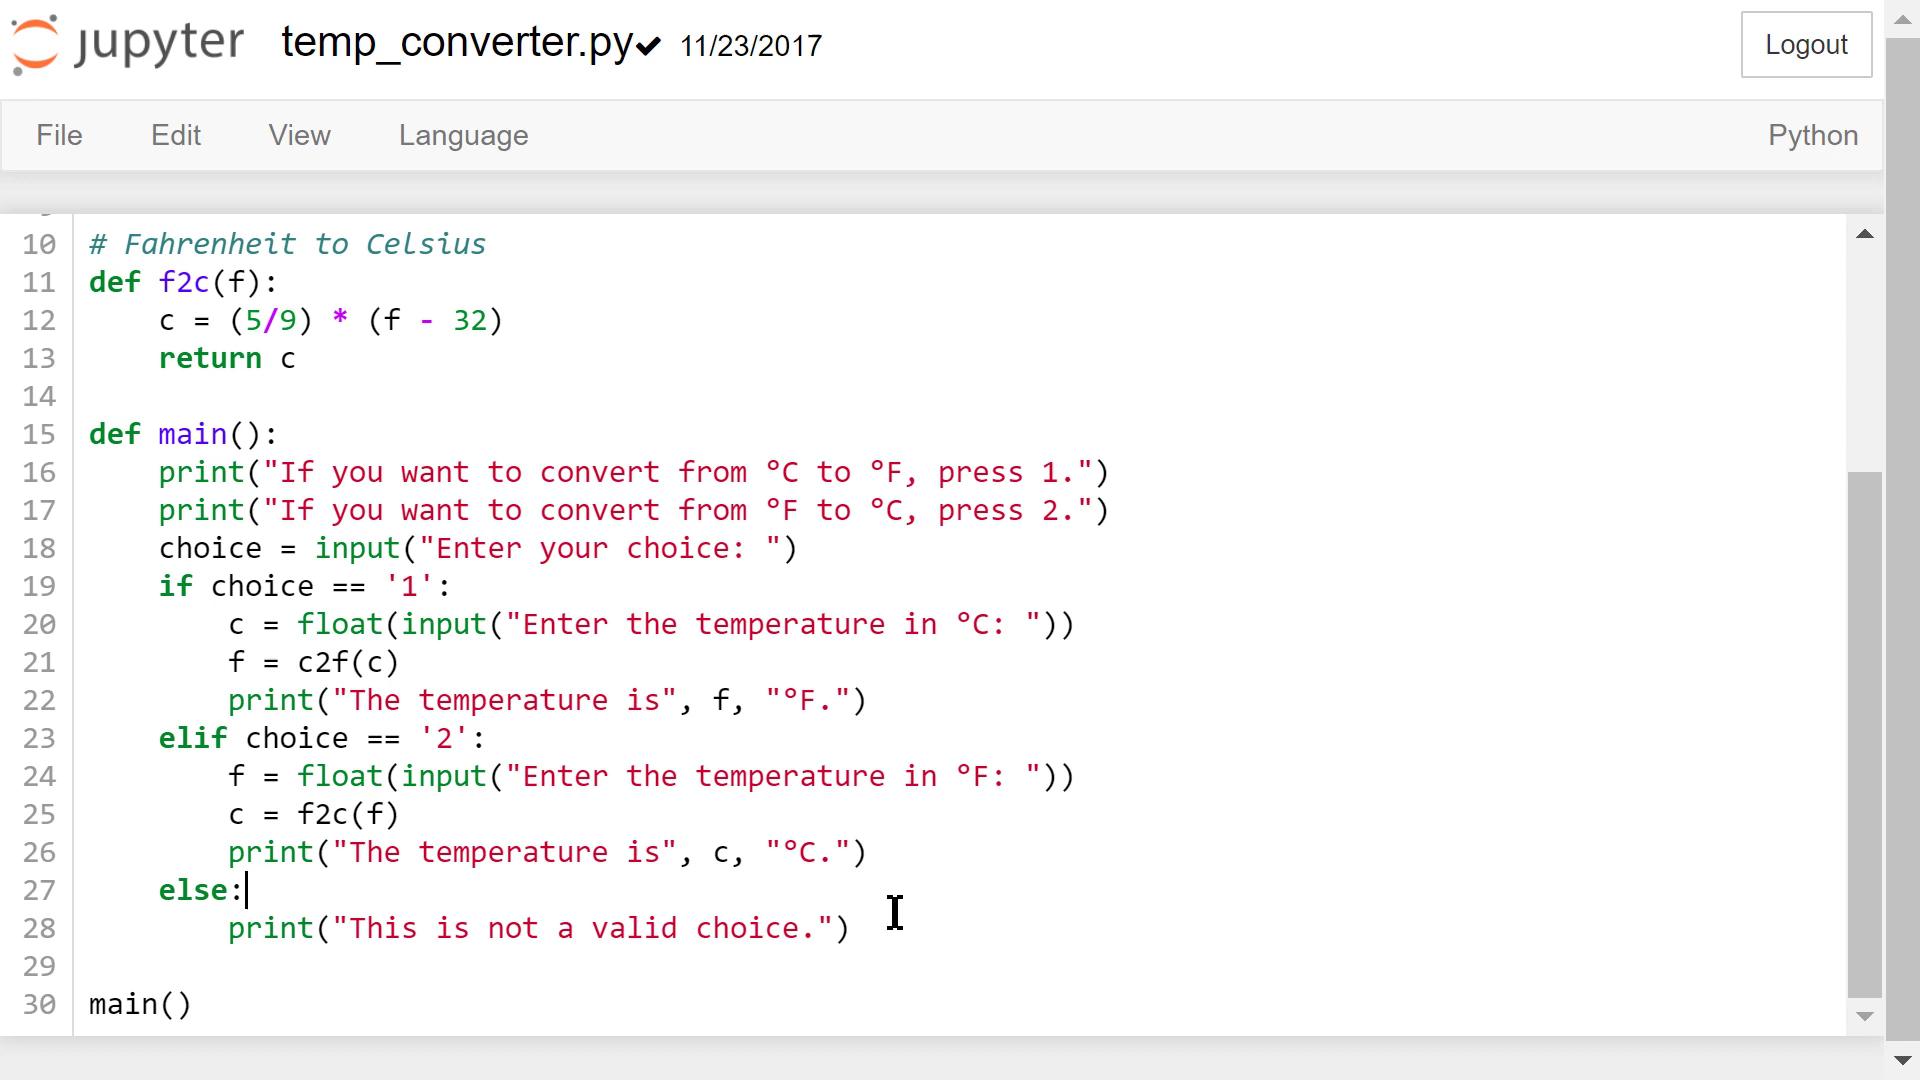 jupyter temp_converter.py✔ 11/23/2017 Logout
File Edit View Language Python
10 # Fahrenheit to Celsius
11 def f2c(f):
12     c = (5/9) * (f - 32)
13     return c
14
15 def main():
16     print("If you want to convert from °C to °F, press 1.")
17     print("If you want to convert from °F to °C, press 2.")
18     choice = input("Enter your choice: ")
19     if choice == '1':
20         c = float(input("Enter the temperature in °C: "))
21         f = c2f(c)
22         print("The temperature is", f, "°F.")
23     elif choice == '2':
24         f = float(input("Enter the temperature in °F: "))
25         c = f2c(f)
26         print("The temperature is", c, "°C.")
27     else:
28         print("This is not a valid choice.")
29
30 main()